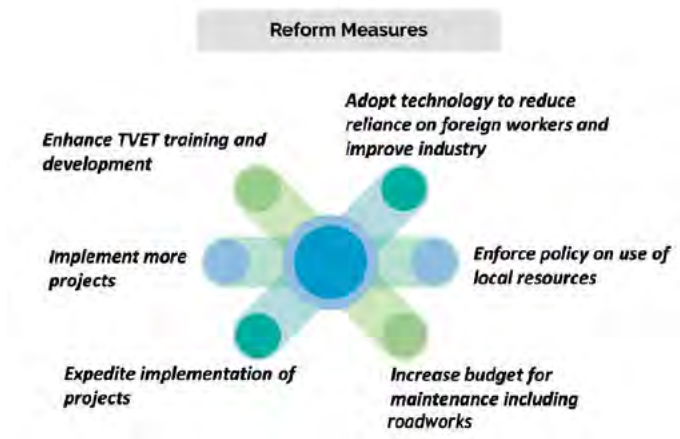 Reform Measures
Enhance TVET training and
development
Adopt technology to reduce
reliance on foreign workers and
improve industry
Implement more
projects
Enforce policy on use of
local resources
Expedite implementation of
projects
Increase budget for
maintenance including
roadworks